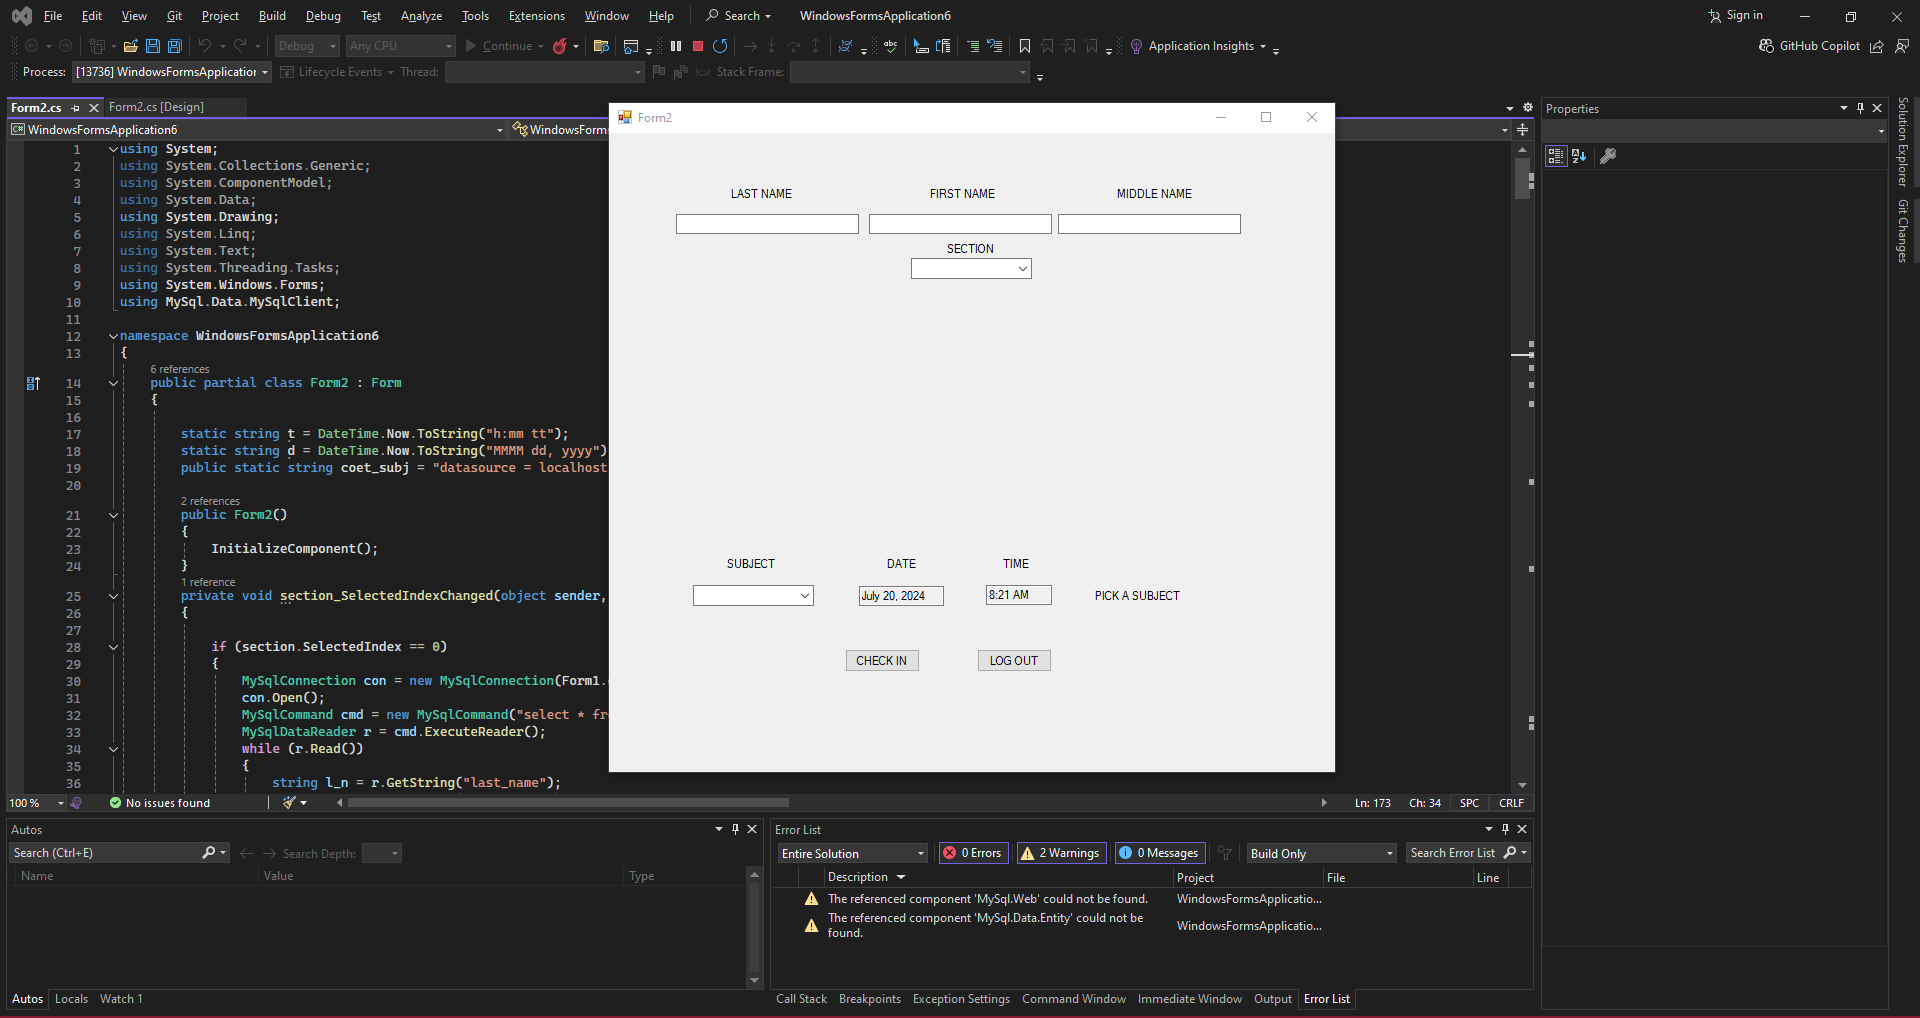 File Edit View Git Project Build Debug Test Analyze Tools Extensions Window Help Search WindowsFormsApplication6 Sign in
Debug Any CPU Continue Application Insights GitHub Copilot
Process: [13736] WindowsFormsApplication Lifecycle Events Thread: Stack Frame:
Form2.cs Form2.cs [Design]
WindowsFormsApplication6 WindowsForms
1 using System;
2 using System.Collections.Generic;
3 using System.ComponentModel;
4 using System.Data;
5 using System.Drawing;
6 using System.Linq;
7 using System.Text;
8 using System.Threading.Tasks;
9 using System.Windows.Forms;
10 using MySql.Data.MySqlClient;
11
12 namespace WindowsFormsApplication6
13 {
6 references
14 public partial class Form2 : Form
15 {
16
17 static string t = DateTime.Now.ToString("h:mm tt");
18 static string d = DateTime.Now.ToString("MMMM dd, yyyy")
19 public static string coet_subj = "datasource = localhost
20
2 references
21 public Form2()
22 {
23 InitializeComponent();
24 }
1 reference
25 private void section_SelectedIndexChanged(object sender,
26 {
27
28 if (section.SelectedIndex == 0)
29 {
30 MySqlConnection con = new MySqlConnection(Form1.
31 con.Open();
32 MySqlCommand cmd = new MySqlCommand("select * fr
33 MySqlDataReader r = cmd.ExecuteReader();
34 while (r.Read())
35 {
36 string l_n = r.GetString("last_name");
Form2
LAST NAME FIRST NAME MIDDLE NAME
SECTION
SUBJECT DATE TIME
July 20, 2024 8:21 AM PICK A SUBJECT
CHECK IN LOG OUT
Properties
Solution Explorer
Git Changes
100 % No issues found Ln: 173 Ch: 34 SPC CRLF
Autos
Search (Ctrl+E) Search Depth:
Name Value Type
Autos Locals Watch 1
Error List
Entire Solution 0 Errors 2 Warnings 0 Messages Build Only Search Error List
Description Project File Line
The referenced component 'MySql.Web' could not be found. WindowsFormsApplicatio...
The referenced component 'MySql.Data.Entity' could not be
found. WindowsFormsApplicatio...
Call Stack Breakpoints Exception Settings Command Window Immediate Window Output Error List